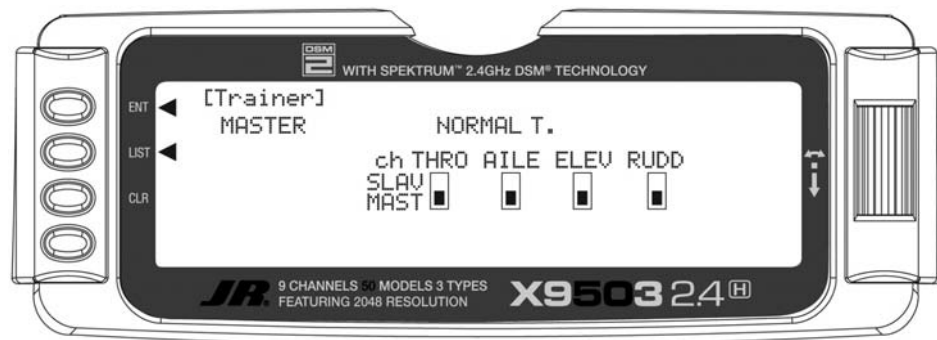 DSM
2 WITH SPEKTRUM™ 2.4GHz DSM® TECHNOLOGY
ENT
[Trainer]
MASTER NORMAL T.
LIST
ch THRO AILE ELEV RUDD
SLAV
MAST
CLR
JR. 9 CHANNELS 50 MODELS 3 TYPES
FEATURING 2048 RESOLUTION
X9503 2.4 H